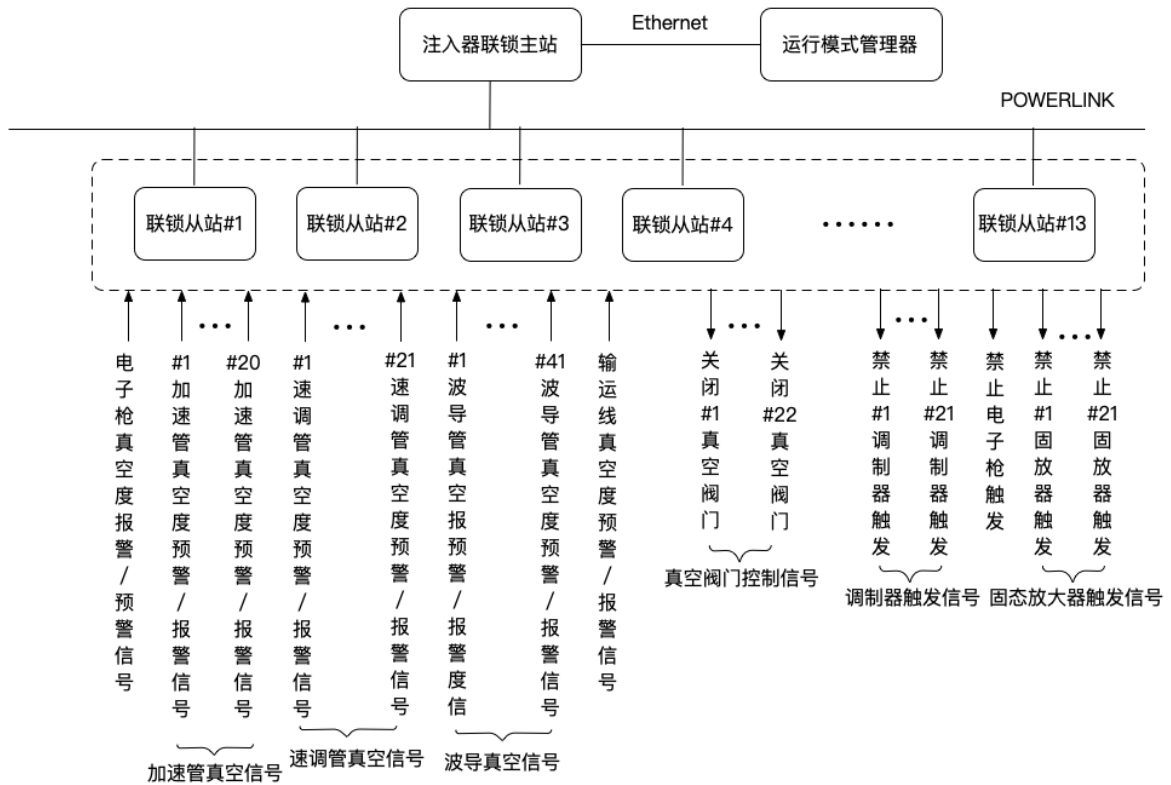 注入器联锁主站
Ethernet
运行模式管理器
POWERLINK
联锁从站#1
联锁从站#2
联锁从站#3
联锁从站#4
......
联锁从站#13
电子枪真空度报警/预警信号
#1加速管真空度预警/报警信号
...
#20加速管真空度预警/报警信号
#1速调管真空度预警/报警信号
...
#21速调管真空度预警/报警信号
#1波导管真空报预警/报警度信
...
#41波导管真空度预警/报警信号
输运线真空度预警/报警信号
关闭#1真空阀门
...
关闭#22真空阀门
禁止#1调制器触发
...
禁止#21调制器触发
禁止电子枪触发
禁止#1固放器触发
...
禁止#21固放器触发
真空阀门控制信号
调制器触发信号
固态放大器触发信号
加速管真空信号
速调管真空信号
波导真空信号